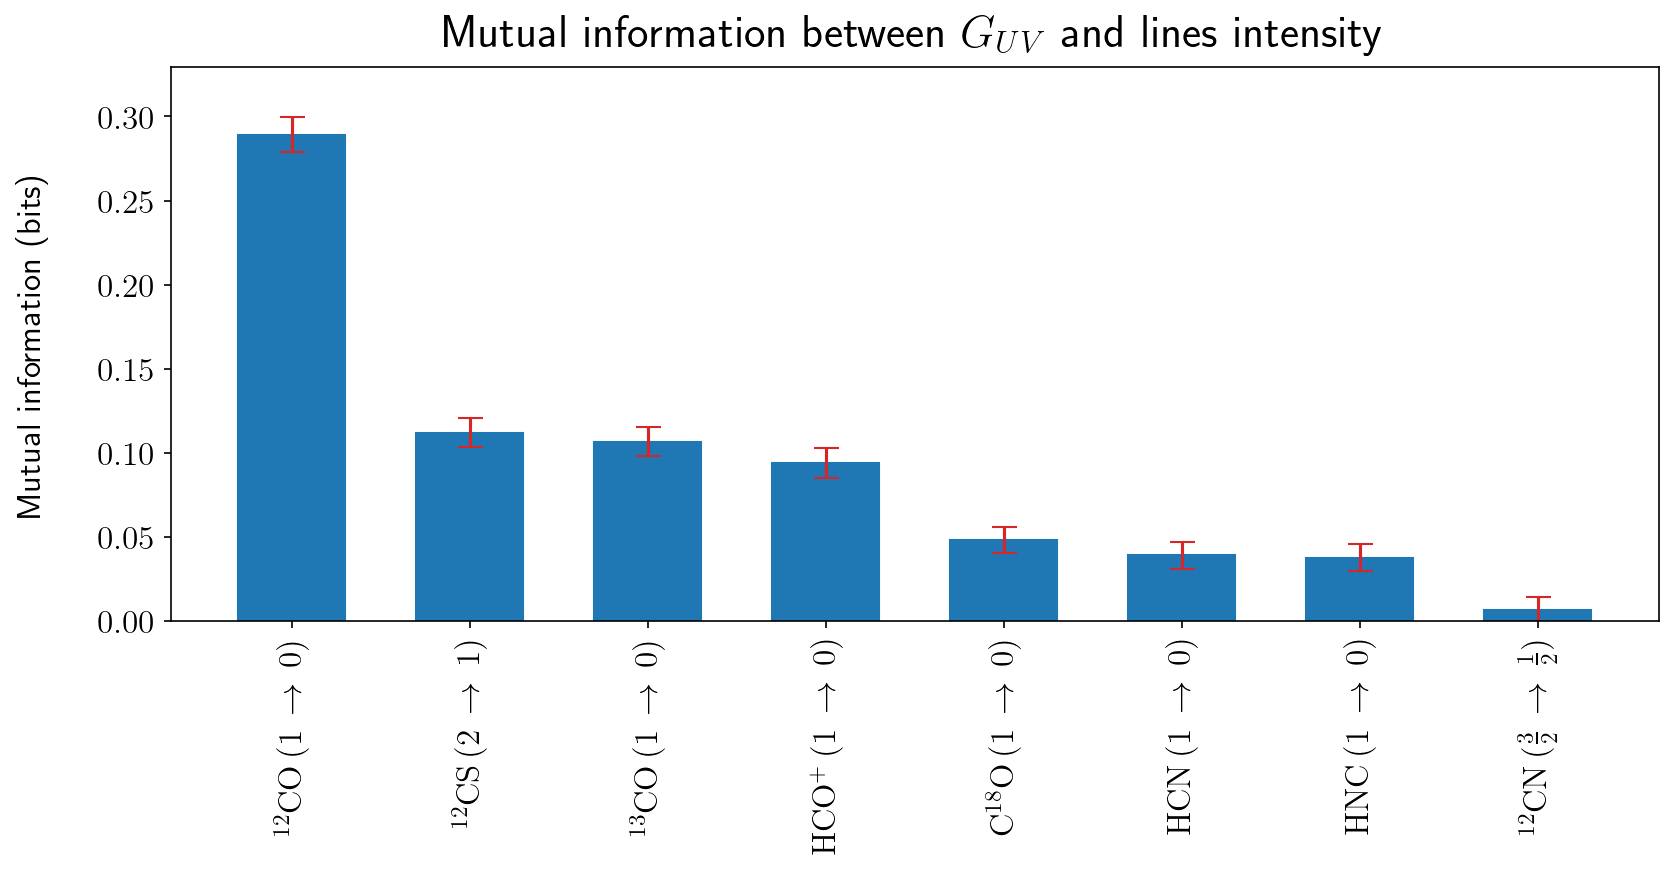 Mutual information between G_{UV} and lines intensity
Mutual information (bits)
0.30
0.25
0.20
0.15
0.10
0.05
0.00
¹²CO (1 → 0)
¹²CS (2 → 1)
¹³CO (1 → 0)
HCO⁺ (1 → 0)
C¹⁸O (1 → 0)
HCN (1 → 0)
HNC (1 → 0)
¹²CN (3/2 → 1/2)